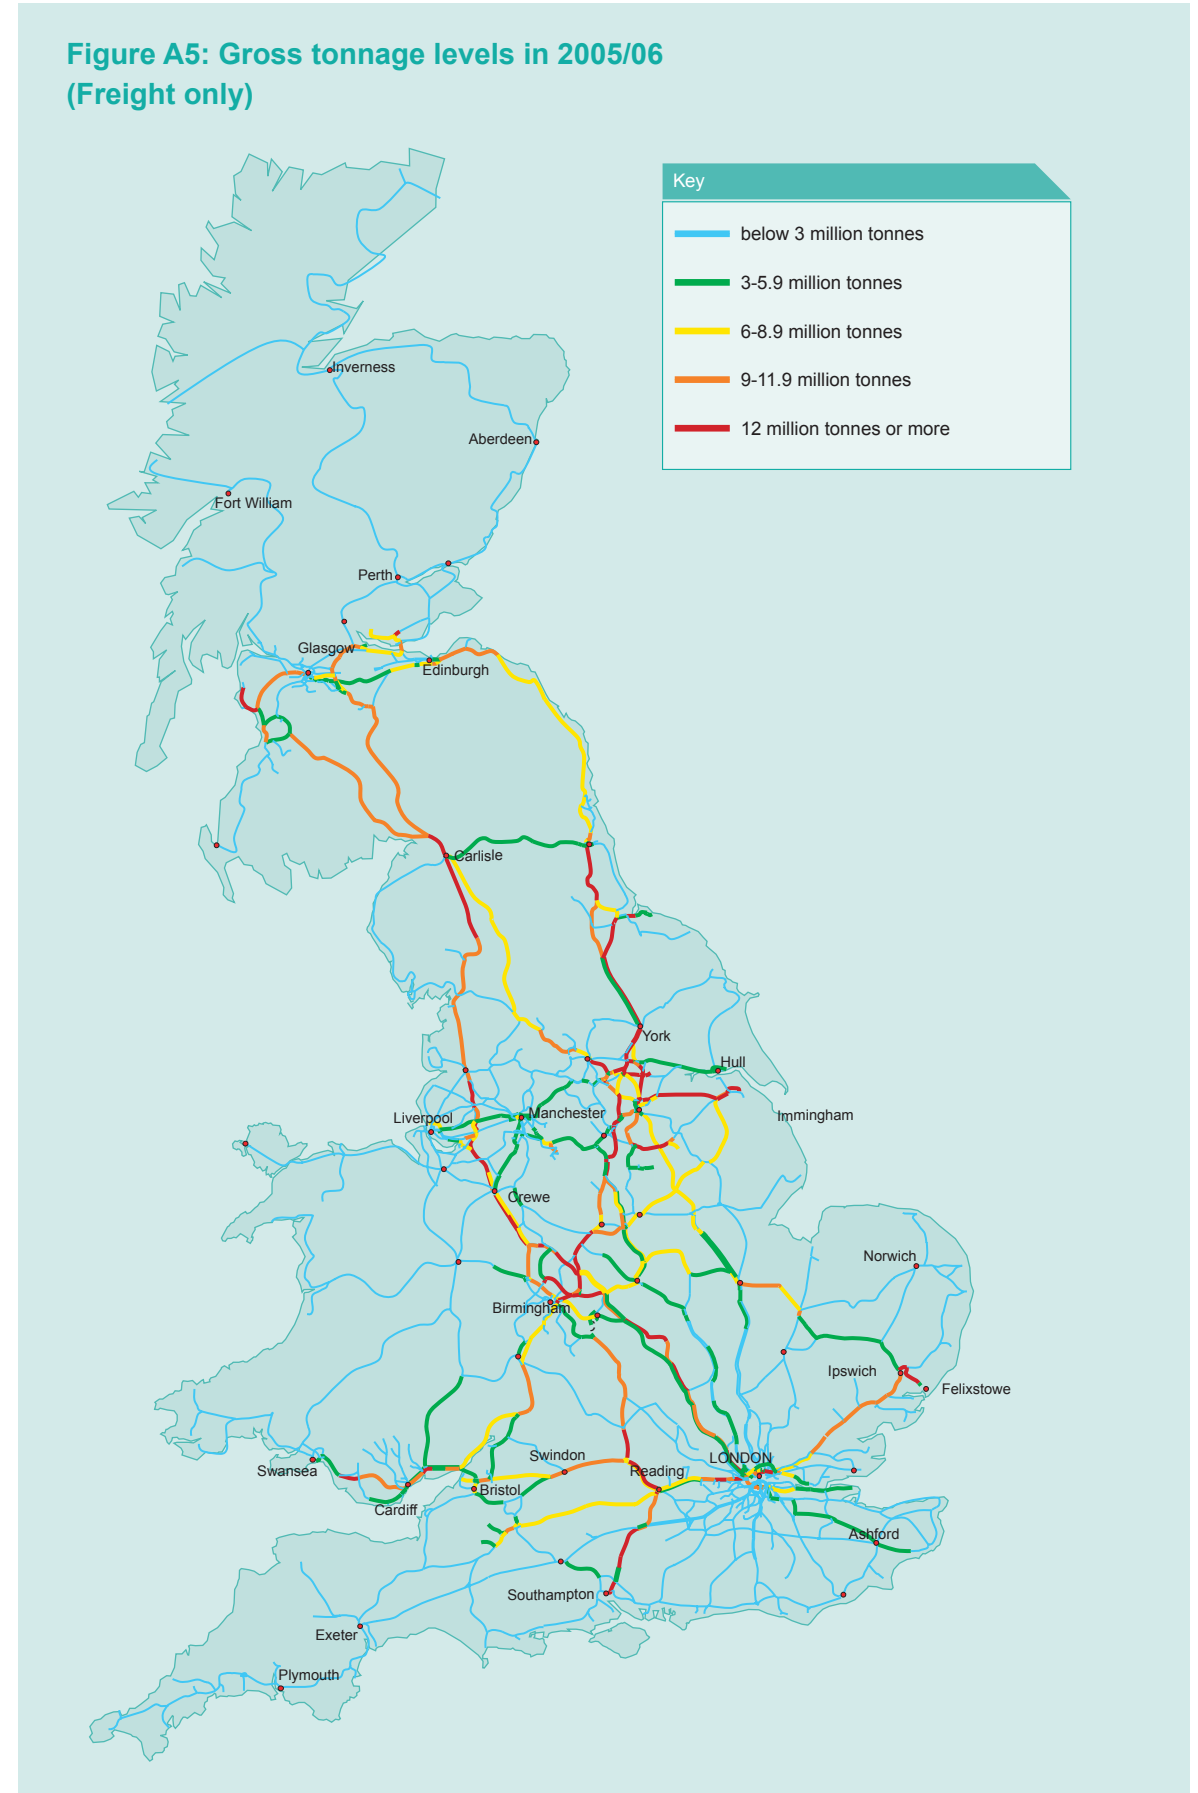 Figure A5: Gross tonnage levels in 2005/06
(Freight only)
Key
below 3 million tonnes
3-5.9 million tonnes
6-8.9 million tonnes
9-11.9 million tonnes
12 million tonnes or more
Inverness
Aberdeen
Fort William
Perth
Glasgow
Edinburgh
Carlisle
York
Hull
Liverpool
Manchester
Immingham
Crewe
Norwich
Birmingham
Ipswich
Felixstowe
Swindon
LONDON
Swansea
Reading
Bristol
Cardiff
Ashford
Southampton
Exeter
Plymouth